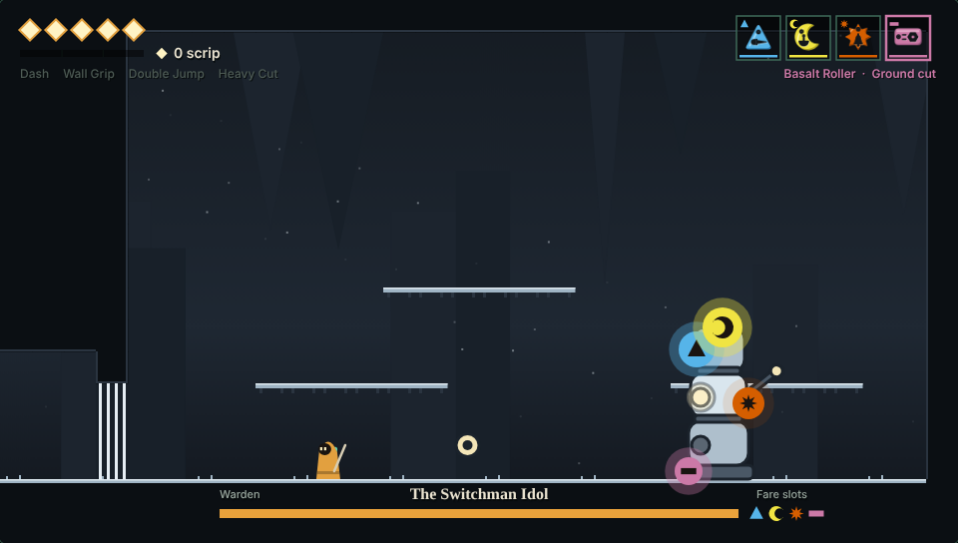 0 scrip
Dash Wall Grip Double Jump Heavy Cut
Basalt Roller · Ground cut
Warden The Switchman Idol Fare slots